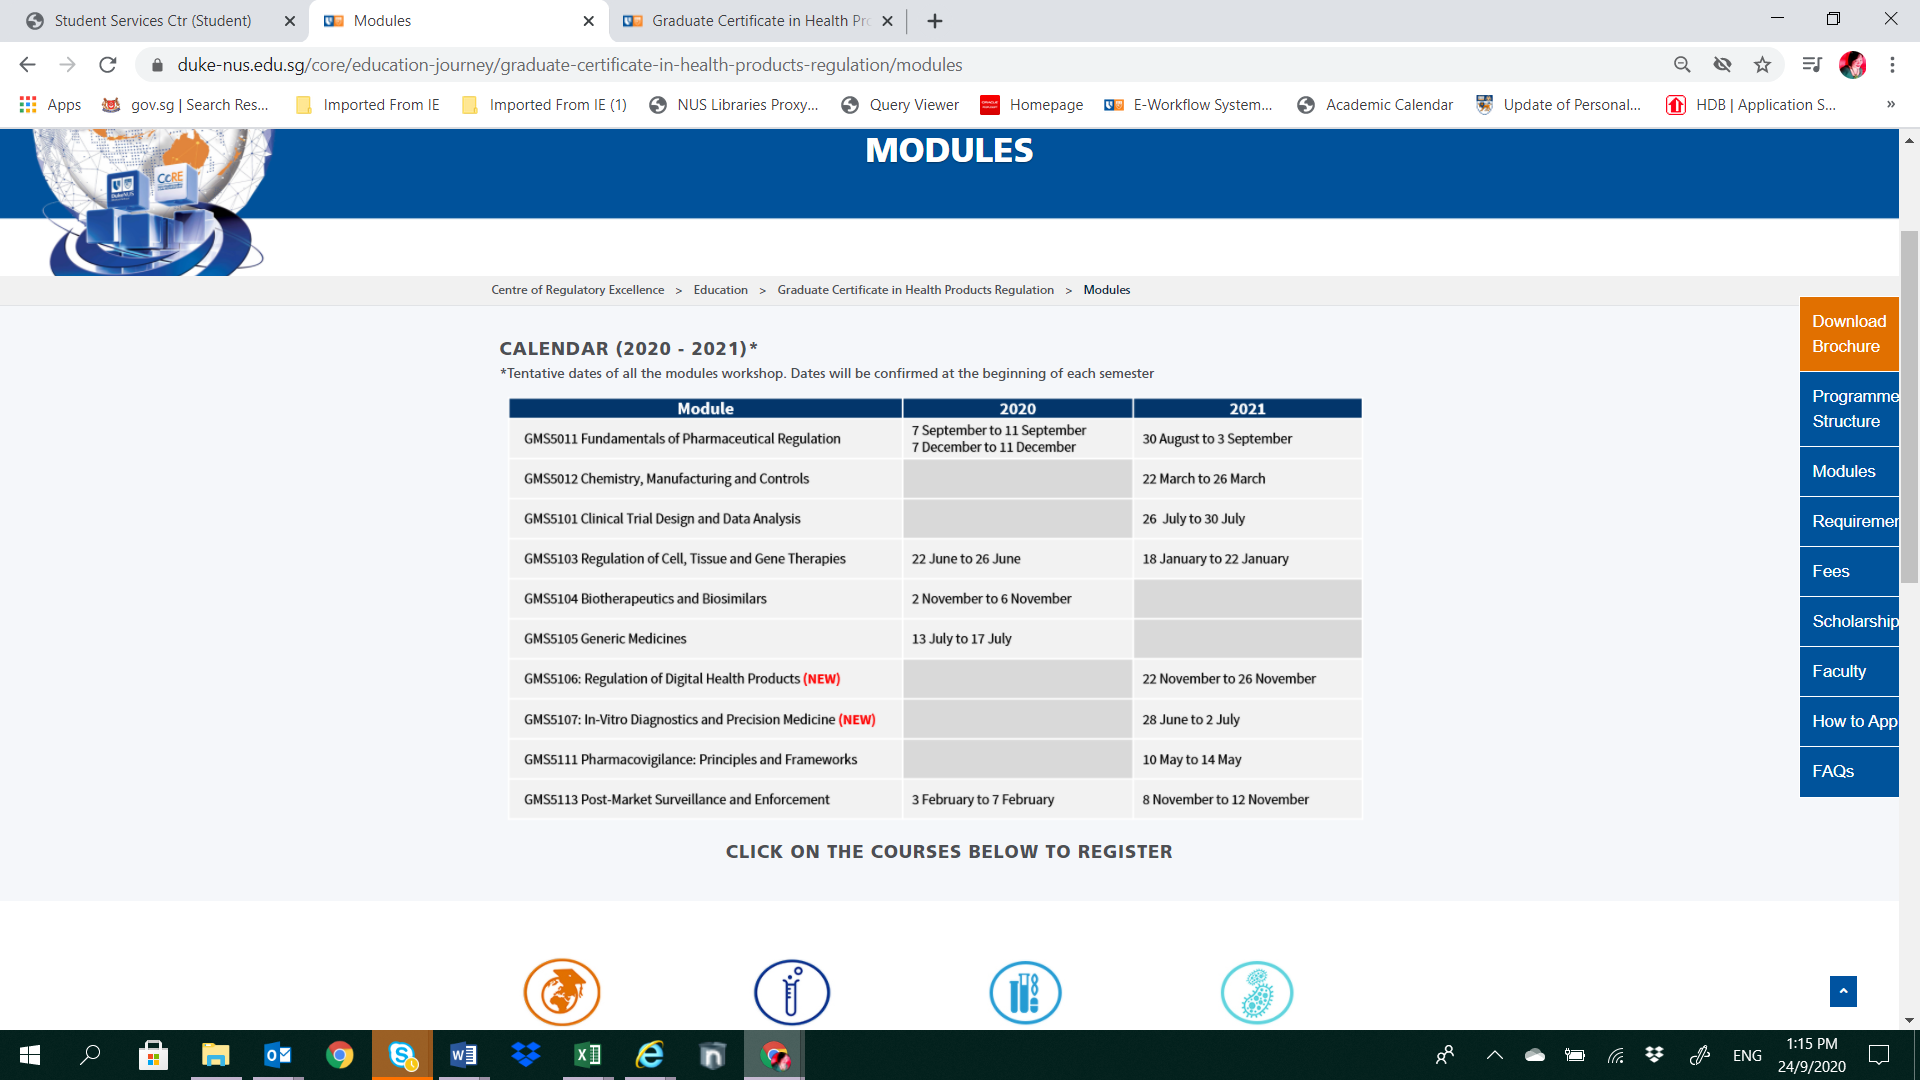 Student Services Ctr (Student)
Modules
Graduate Certificate in Health Pro
duke-nus.edu.sg/core/education-journey/graduate-certificate-in-health-products-regulation/modules
Apps
gov.sg | Search Res...
Imported From IE
Imported From IE (1)
NUS Libraries Proxy...
Query Viewer
Homepage
E-Workflow System...
Academic Calendar
Update of Personal...
HDB | Application S...
»
MODULES
CoRE
DukeNUS
Centre of Regulatory Excellence > Education > Graduate Certificate in Health Products Regulation > Modules
CALENDAR (2020 - 2021)*
*Tentative dates of all the modules workshop. Dates will be confirmed at the beginning of each semester
Module 2020 2021
GMS5011 Fundamentals of Pharmaceutical Regulation
7 September to 11 September
7 December to 11 December
30 August to 3 September
GMS5012 Chemistry, Manufacturing and Controls 22 March to 26 March
GMS5101 Clinical Trial Design and Data Analysis 26 July to 30 July
GMS5103 Regulation of Cell, Tissue and Gene Therapies 22 June to 26 June 18 January to 22 January
GMS5104 Biotherapeutics and Biosimilars 2 November to 6 November
GMS5105 Generic Medicines 13 July to 17 July
GMS5106: Regulation of Digital Health Products (NEW) 22 November to 26 November
GMS5107: In-Vitro Diagnostics and Precision Medicine (NEW) 28 June to 2 July
GMS5111 Pharmacovigilance: Principles and Frameworks 10 May to 14 May
GMS5113 Post-Market Surveillance and Enforcement 3 February to 7 February 8 November to 12 November
CLICK ON THE COURSES BELOW TO REGISTER
Download
Brochure
Programme
Structure
Modules
Requiremen
Fees
Scholarship
Faculty
How to App
FAQs
ENG
1:15 PM
24/9/2020